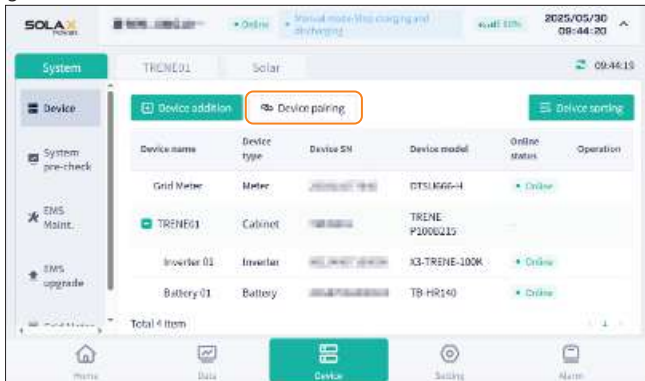 SOLAX
POWER
Online
Manual mode-Stop charging and
discharging
2025/05/30
09:44:20
System
TRENE01
Solar
09:44:19
Device
Device addition
Device pairing
Deivce sorting
Device name
Device
type
Device SN
Device model
Online
status
Operation
System
pre-check
Grid Meter
Meter
DTSU666-H
Online
EMS
Maint.
TRENE01
Cabinet
TRENE-
P100B215
EMS
upgrade
Inverter 01
Inverter
X3-TRENE-100K
Online
Battery 01
Battery
TB-HR140
Online
Total 4 item
1
Home
Data
Device
Setting
Alarm